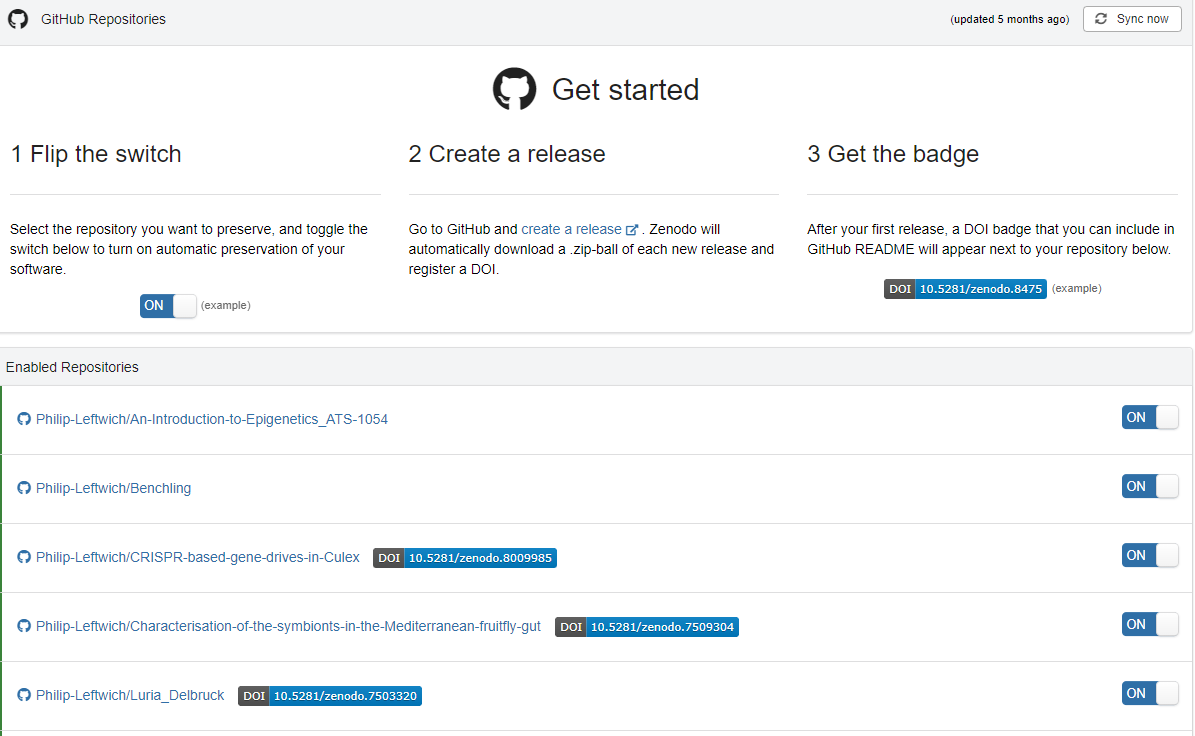 GitHub Repositories
(updated 5 months ago)
Sync now
Get started
1 Flip the switch
Select the repository you want to preserve, and toggle the
switch below to turn on automatic preservation of your
software.
ON (example)
2 Create a release
Go to GitHub and create a release . Zenodo will
automatically download a .zip-ball of each new release and
register a DOI.
3 Get the badge
After your first release, a DOI badge that you can include in
GitHub README will appear next to your repository below.
DOI 10.5281/zenodo.8475 (example)
Enabled Repositories
Philip-Leftwich/An-Introduction-to-Epigenetics_ATS-1054 ON
Philip-Leftwich/Benchling ON
Philip-Leftwich/CRISPR-based-gene-drives-in-Culex DOI 10.5281/zenodo.8009985 ON
Philip-Leftwich/Characterisation-of-the-symbionts-in-the-Mediterranean-fruitfly-gut DOI 10.5281/zenodo.7509304 ON
Philip-Leftwich/Luria_Delbruck DOI 10.5281/zenodo.7503320 ON